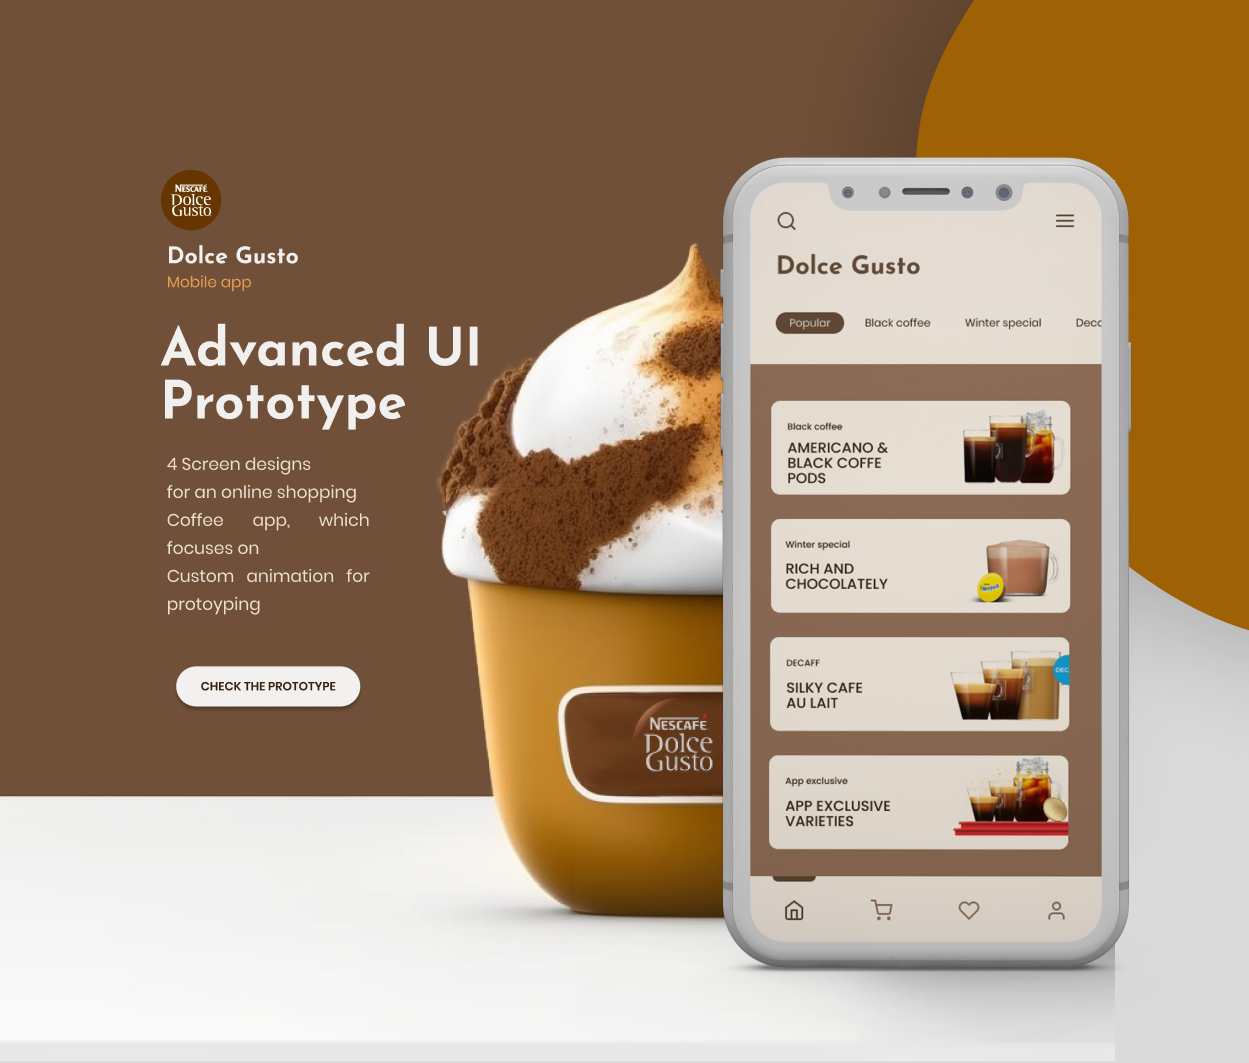 NESCAFÉ
Dolce
Gusto
Dolce Gusto
Mobile app
Advanced UI
Prototype
4 Screen designs
for an online shopping
Coffee app, which
focuses on
Custom animation for
protoyping
CHECK THE PROTOTYPE
NESCAFÉ
Dolce
Gusto
Dolce Gusto
Popular Black coffee Winter special Deca
Black coffee
AMERICANO &
BLACK COFFE
PODS
Winter special
RICH AND
CHOCOLATELY
DECAFF
SILKY CAFE
AU LAIT
DEC
App exclusive
APP EXCLUSIVE
VARIETIES